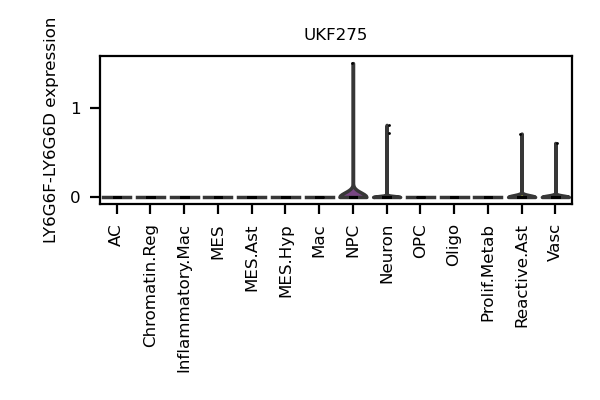 UKF275
LY6G6F-LY6G6D expression
1
0
AC
Chromatin.Reg
Inflammatory.Mac
MES
MES.Ast
MES.Hyp
Mac
NPC
Neuron
OPC
Oligo
Prolif.Metab
Reactive.Ast
Vasc